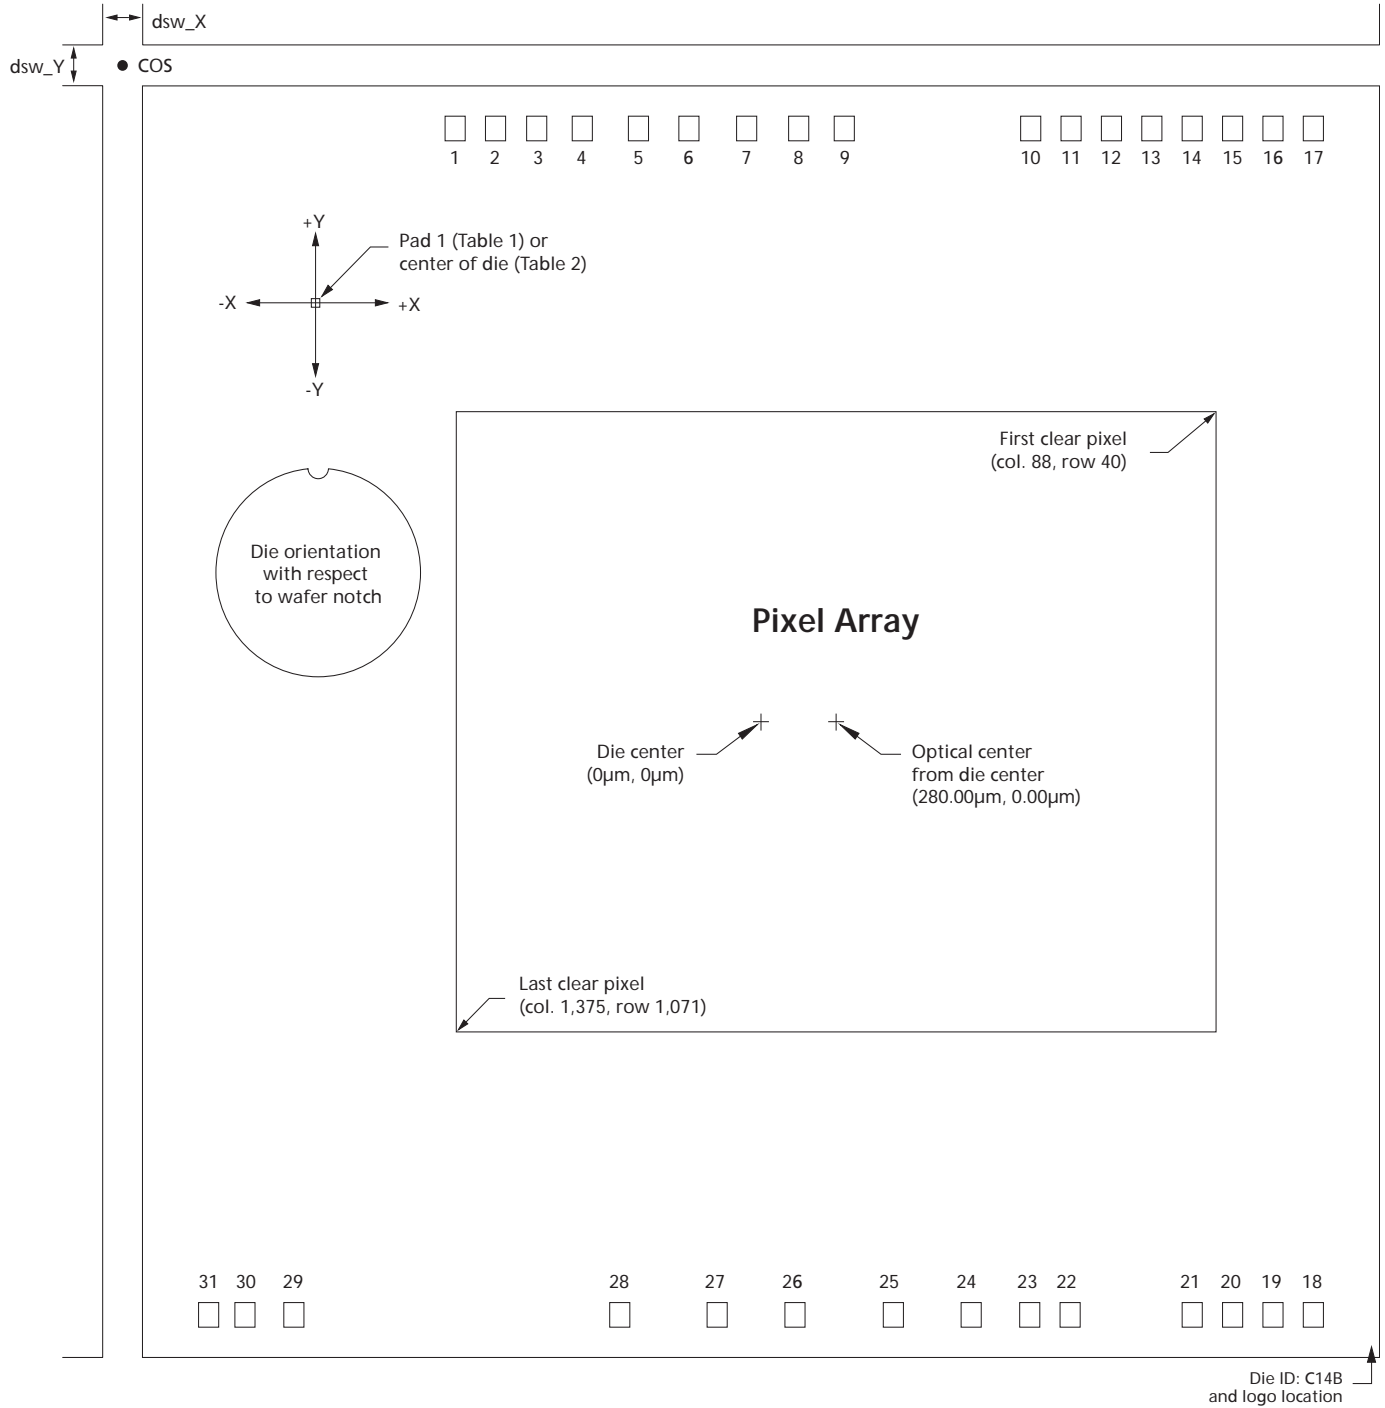 dsw_X
dsw_Y
COS
1 2 3 4 5 6 7 8 9 10 11 12 13 14 15 16 17
+Y
Pad 1 (Table 1) or
center of die (Table 2)
-X
+X
-Y
First clear pixel
(col. 88, row 40)
Die orientation
with respect
to wafer notch
Pixel Array
Die center
(0µm, 0µm)
Optical center
from die center
(280.00µm, 0.00µm)
Last clear pixel
(col. 1,375, row 1,071)
31 30 29 28 27 26 25 24 23 22 21 20 19 18
Die ID: C14B
and logo location